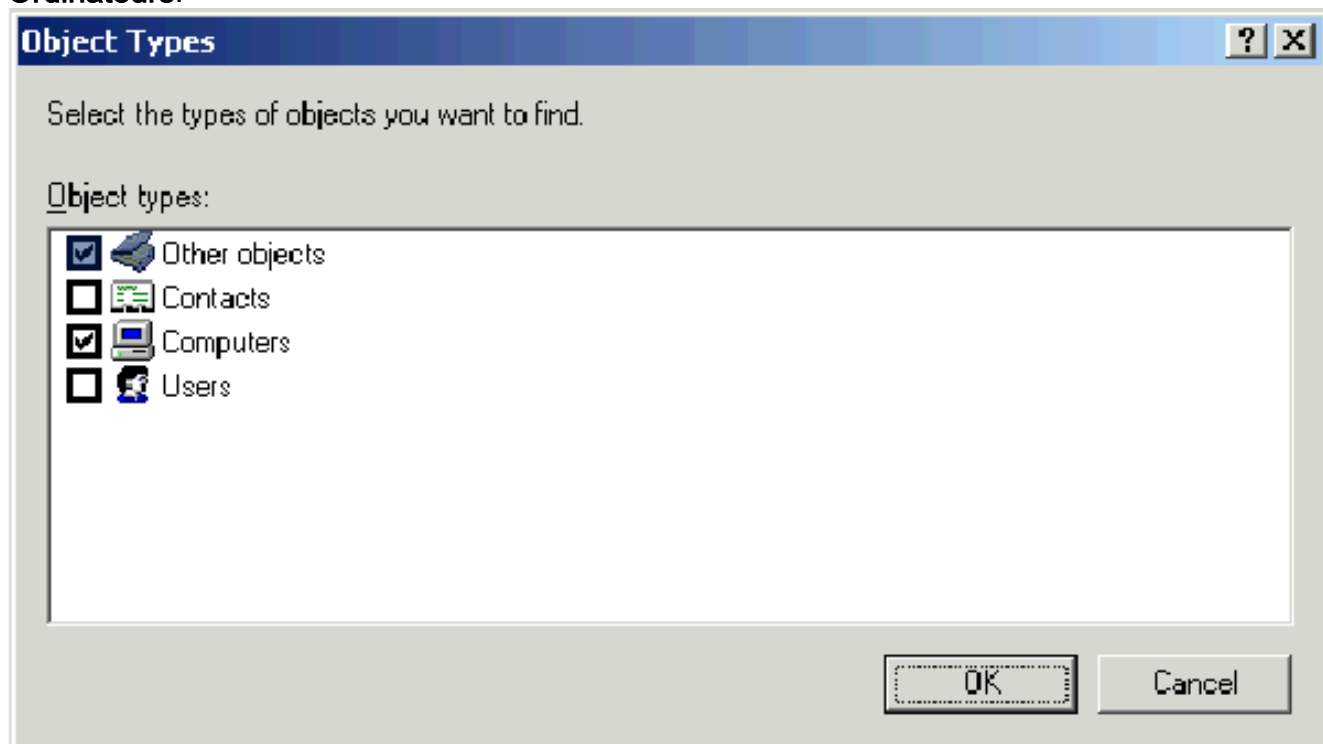 Ordinateurs.
Object Types
Select the types of objects you want to find.
Object types:
Other objects
Contacts
Computers
Users
OK
Cancel